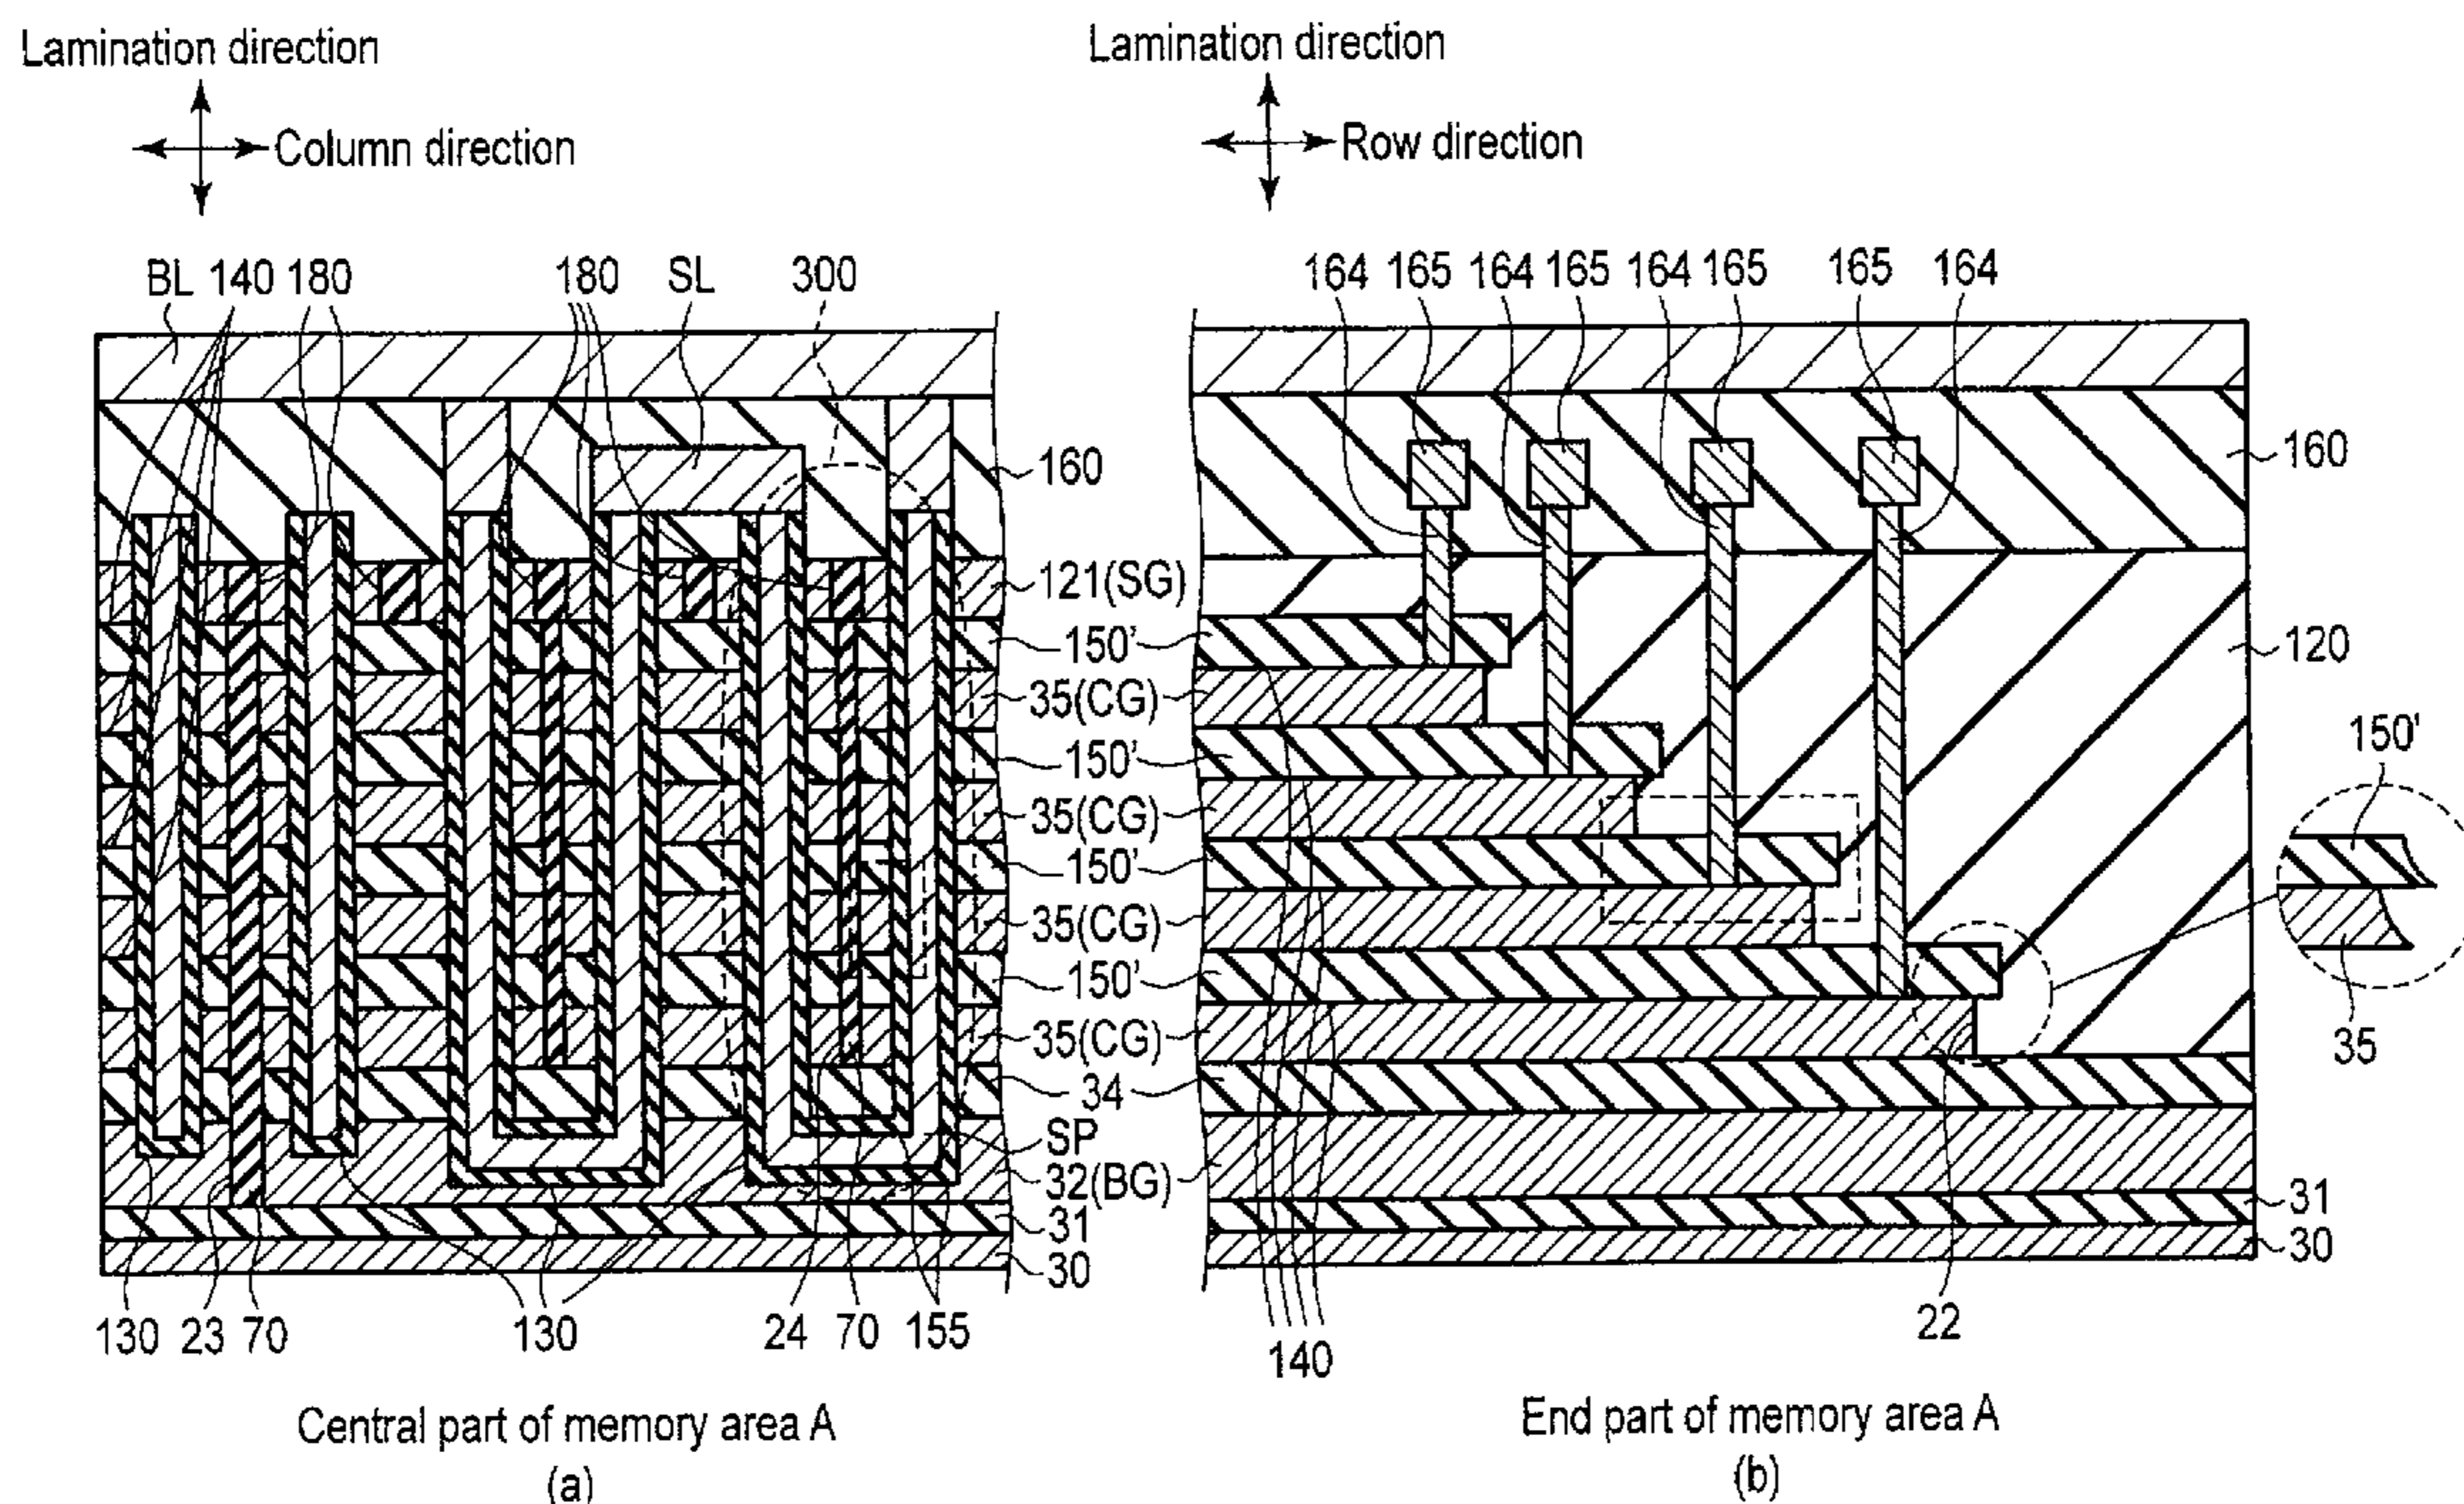 Lamination direction
Column direction
Lamination direction
Row direction
BL 140 180 180 SL 300
164 165 164 165 164 165 165 164
160
160
121(SG)
150'
120
35(CG)
150'
150'
35(CG)
150'
35(CG)
150'
35(CG)
35
34
SP
32(BG)
31
31
30
30
130 23 70 130 24 70 155
22
140
Central part of memory area A
(a)
End part of memory area A
(b)